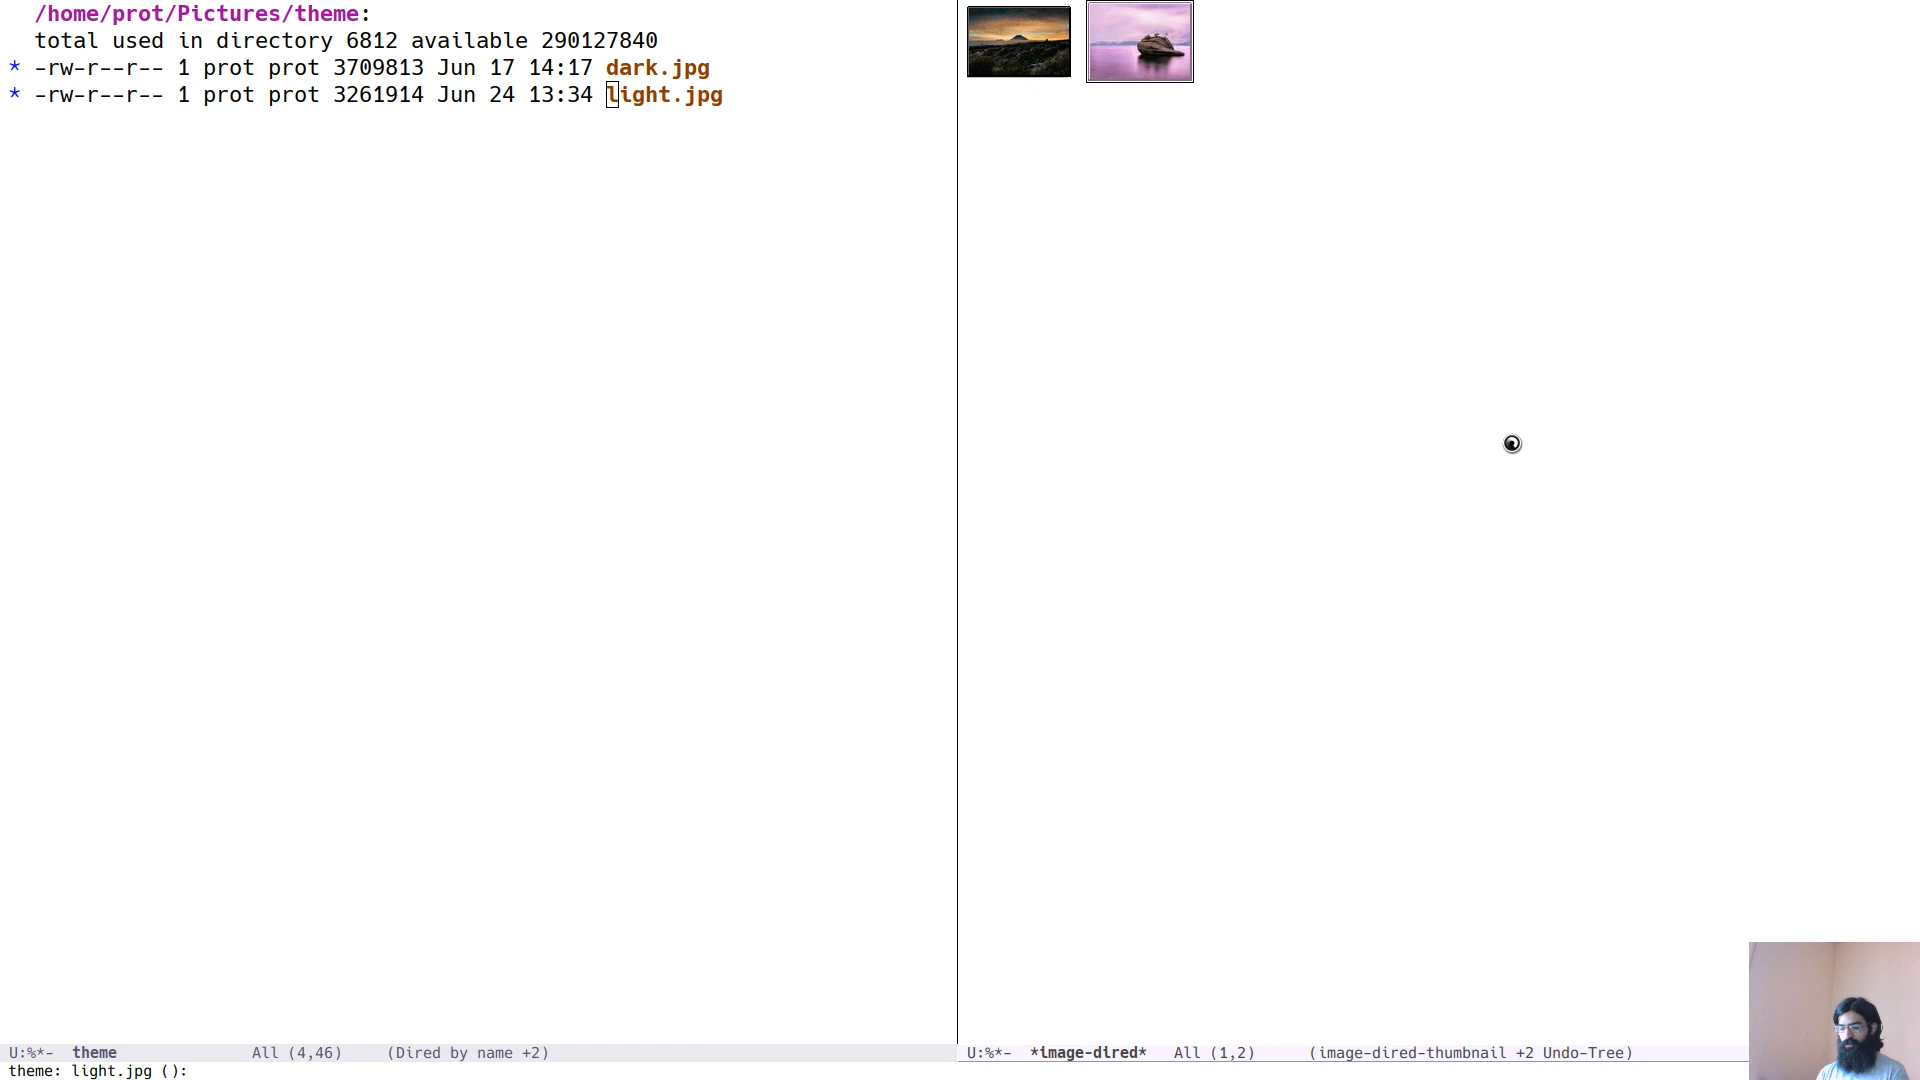 /home/prot/Pictures/theme:
total used in directory 6812 available 290127840
* -rw-r--r-- 1 prot prot 3709813 Jun 17 14:17 dark.jpg
* -rw-r--r-- 1 prot prot 3261914 Jun 24 13:34 light.jpg
U:%*-  theme  All (4,46)  (Dired by name +2)
U:%*-  *image-dired*  All (1,2)  (image-dired-thumbnail +2 Undo-Tree)
theme: light.jpg ():